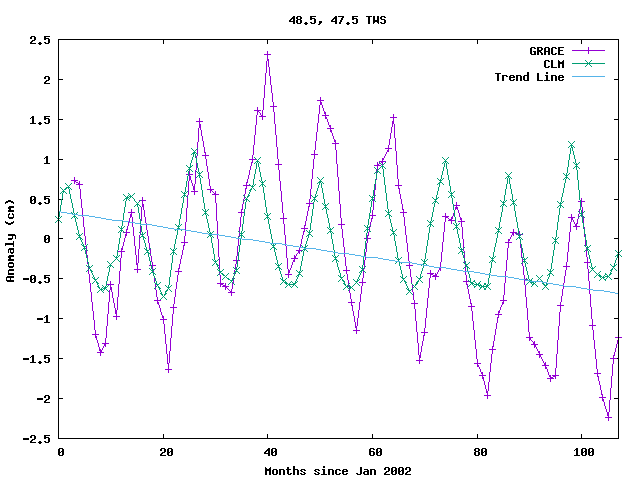 48.5, 47.5 TWS
GRACE
CLM
Trend Line
Anomaly (cm)
2.5
2
1.5
1
0.5
0
-0.5
-1
-1.5
-2
-2.5
0 20 40 60 80 100
Months since Jan 2002